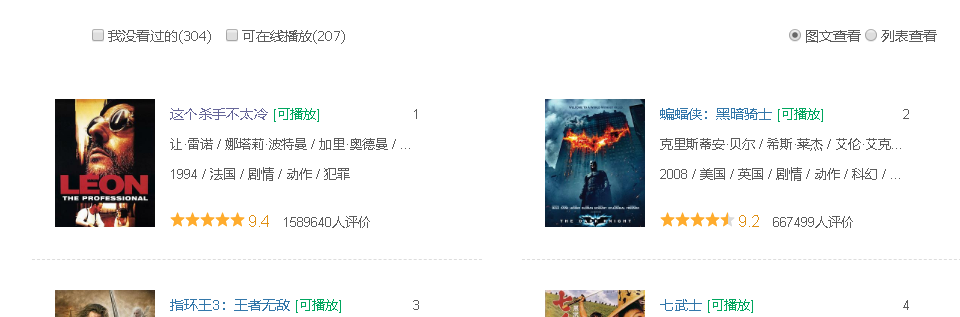 我没看过的(304) 可在线播放(207) 图文查看 列表查看
这个杀手不太冷 [可播放] 1
让·雷诺 / 娜塔莉·波特曼 / 加里·奥德曼 / ...
1994 / 法国 / 剧情 / 动作 / 犯罪
9.4 1589640人评价
LEON
THE PROFESSIONAL
蝙蝠侠：黑暗骑士 [可播放] 2
克里斯蒂安·贝尔 / 希斯·莱杰 / 艾伦·艾克...
2008 / 美国 / 英国 / 剧情 / 动作 / 科幻 / ...
9.2 667499人评价
THE DARK KNIGHT
指环王3：王者无敌 [可播放] 3
七武士 [可播放] 4